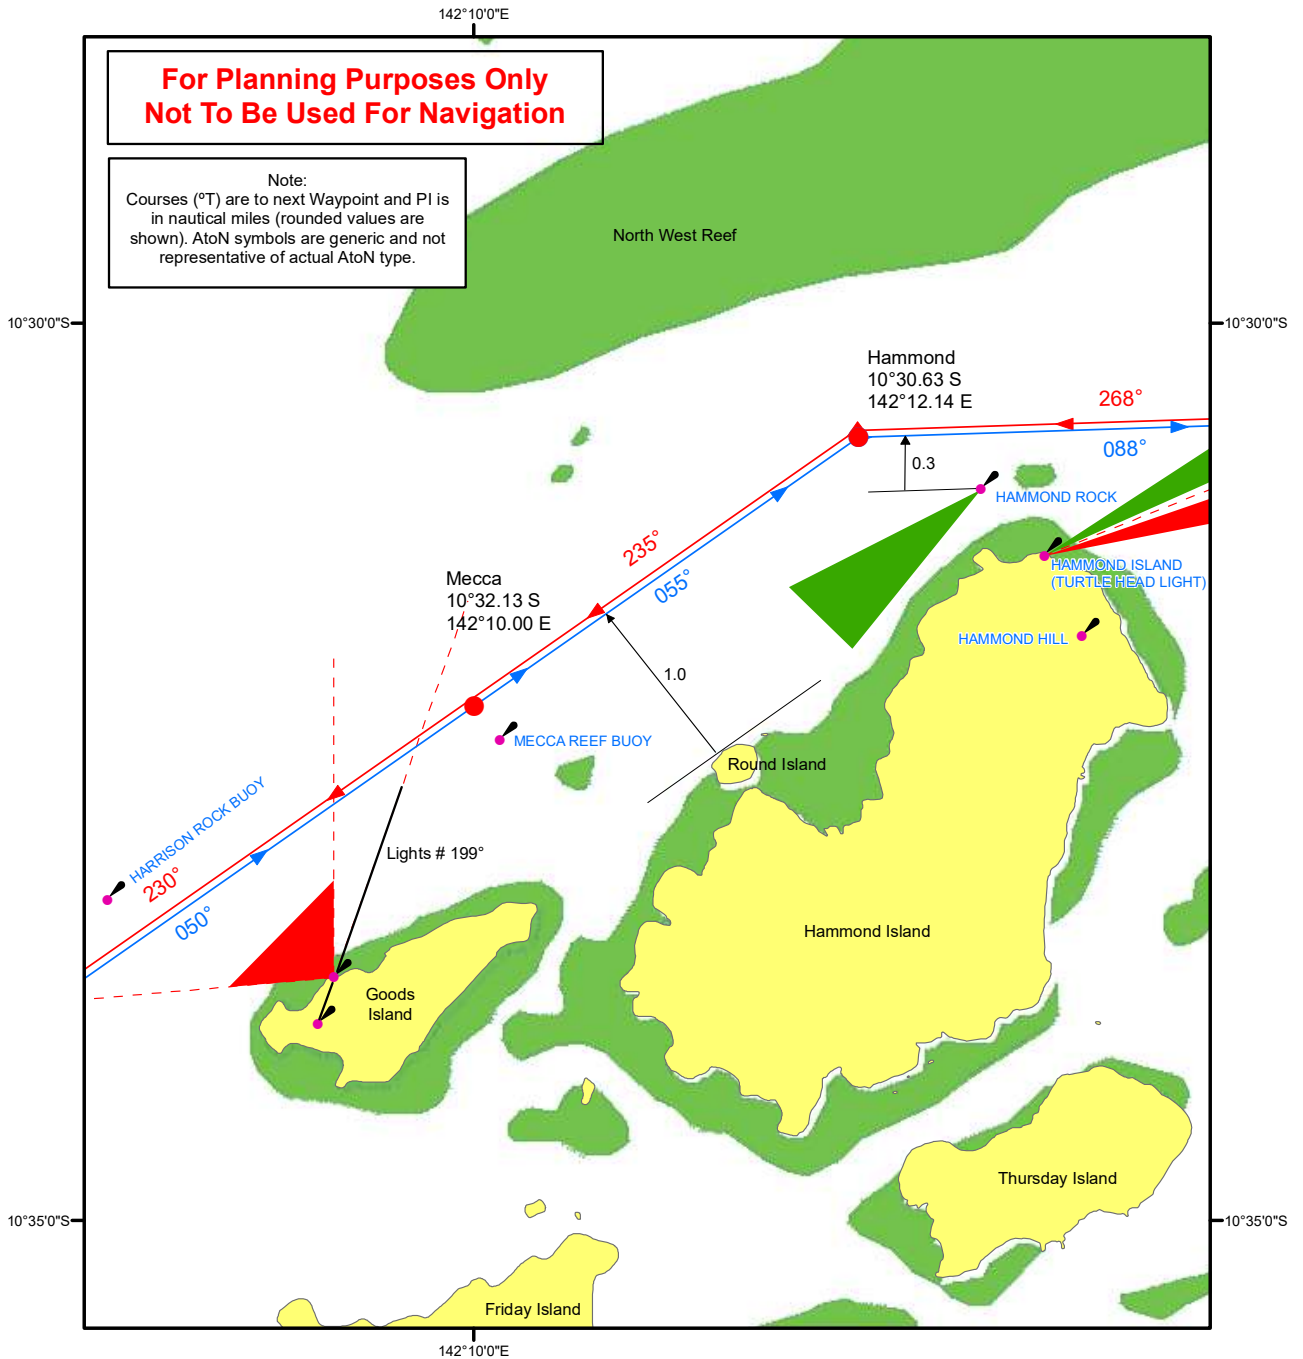 142°10'0"E
For Planning Purposes Only
Not To Be Used For Navigation
Note:
Courses (ºT) are to next Waypoint and PI is
in nautical miles (rounded values are
shown). AtoN symbols are generic and not
representative of actual AtoN type.
North West Reef
10°30'0"S
10°30'0"S
Hammond
10°30.63 S
142°12.14 E
268°
088°
0.3
HAMMOND ROCK
235°
055°
HAMMOND ISLAND
(TURTLE HEAD LIGHT)
Mecca
10°32.13 S
142°10.00 E
HAMMOND HILL
1.0
MECCA REEF BUOY
Round Island
HARRISON ROCK BUOY
230°
050°
Lights # 199°
Hammond Island
Goods
Island
Thursday Island
10°35'0"S
10°35'0"S
Friday Island
142°10'0"E